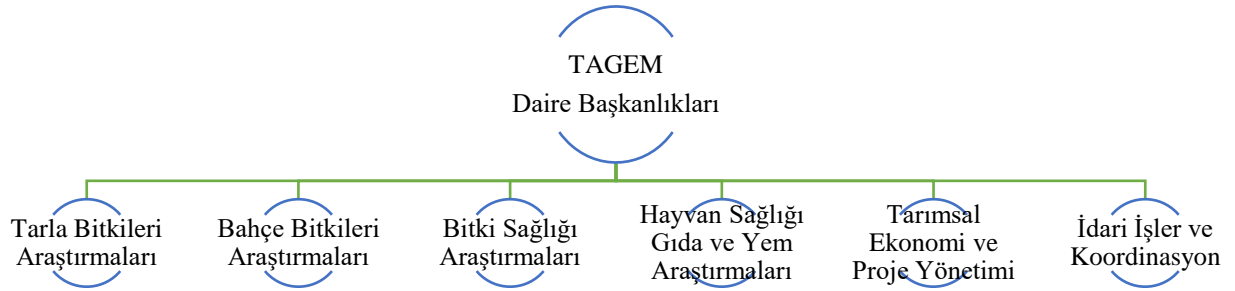 TAGEM
Daire Başkanlıkları
Tarla Bitkileri
Araştırmaları
Bahçe Bitkileri
Araştırmaları
Bitki Sağlığı
Araştırmaları
Hayvan Sağlığı
Gıda ve Yem
Araştırmaları
Tarımsal
Ekonomi ve
Proje Yönetimi
İdari İşler ve
Koordinasyon